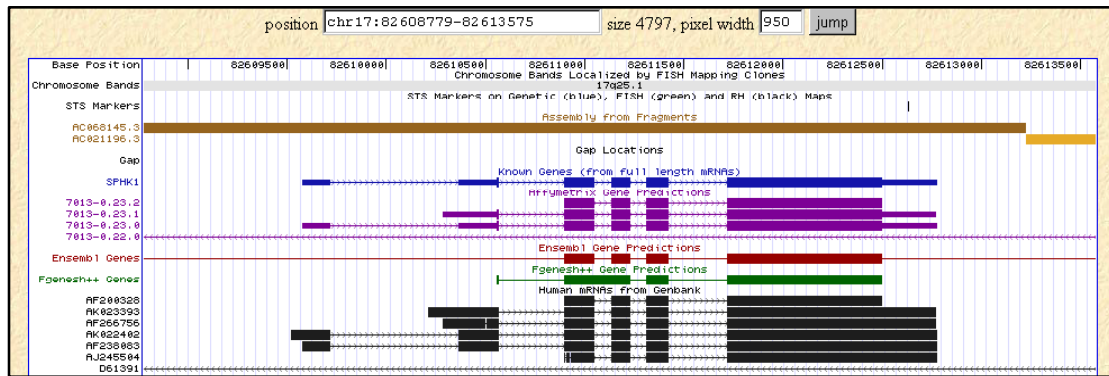 position chr17:82608779-82613575 size 4797, pixel width 950 jump
Base Position 82609500| 82610000| 82610500| 82611000| 82611500| 82612000| 82612500| 82613000| 82613500|
Chromosome Bands Localized by FISH Mapping Clones
Chromosome Bands 17q25.1
STS Markers on Genetic (blue), FISH (green) and RH (black) Maps
STS Markers
Assembly from Fragments
AC068145.3
AC021196.3
Gap Locations
Gap
Known Genes (from full length mRNAs)
SPHK1
Affymetrix Gene Predictions
7013-0.23.2
7013-0.23.1
7013-0.23.0
7013-0.22.0
Ensembl Gene Predictions
Ensembl Genes
Fgenesh++ Gene Predictions
Fgenesh++ Genes
Human mRNAs from Genbank
AF200328
AK023393
AF266756
AK022402
AF238083
AJ245504
D61391